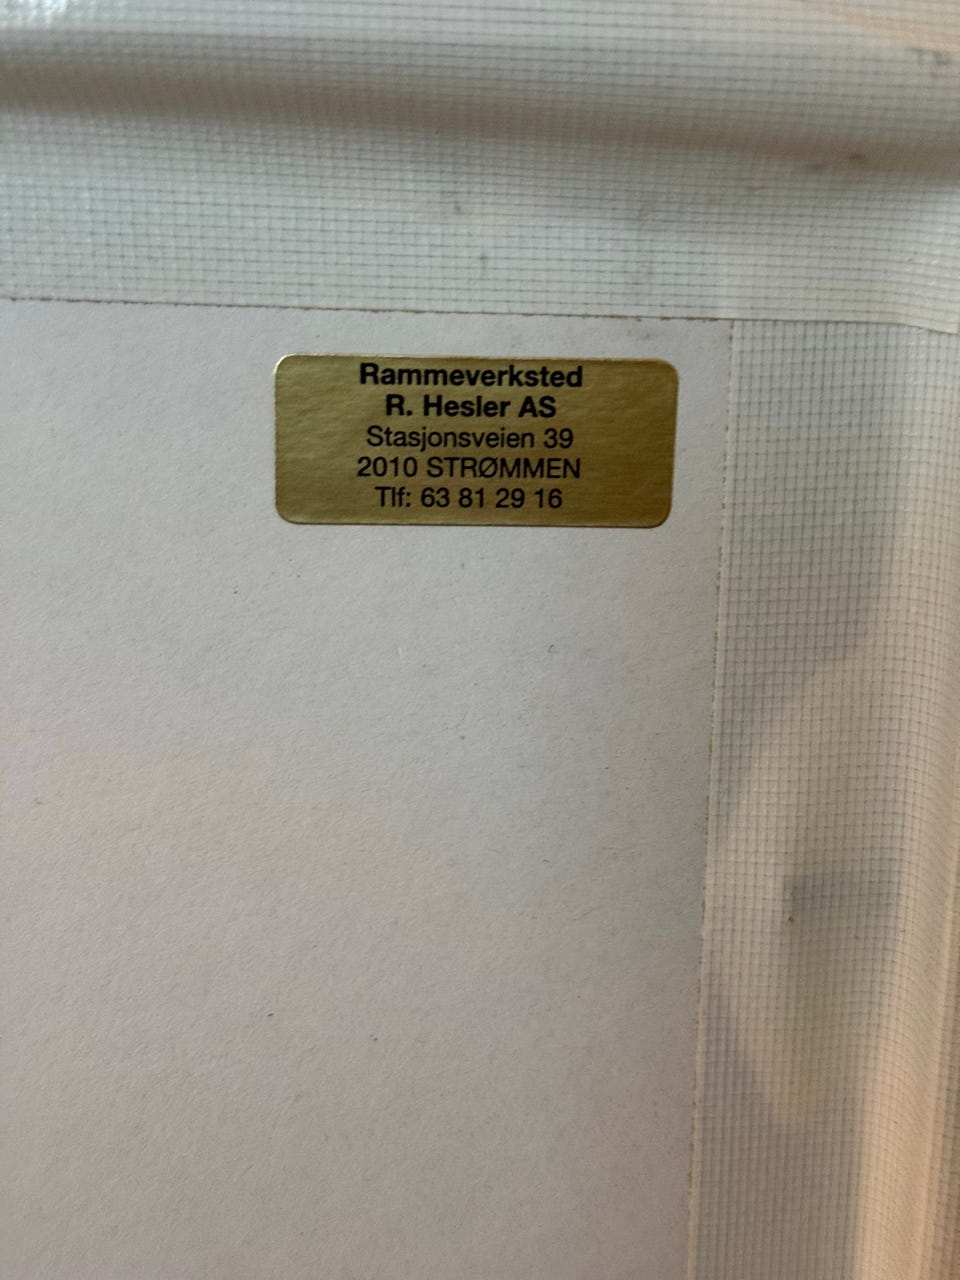 Rammeverksted
R. Hesler AS
Stasjonsveien 39
2010 STRØMMEN
Tlf: 63 81 29 16